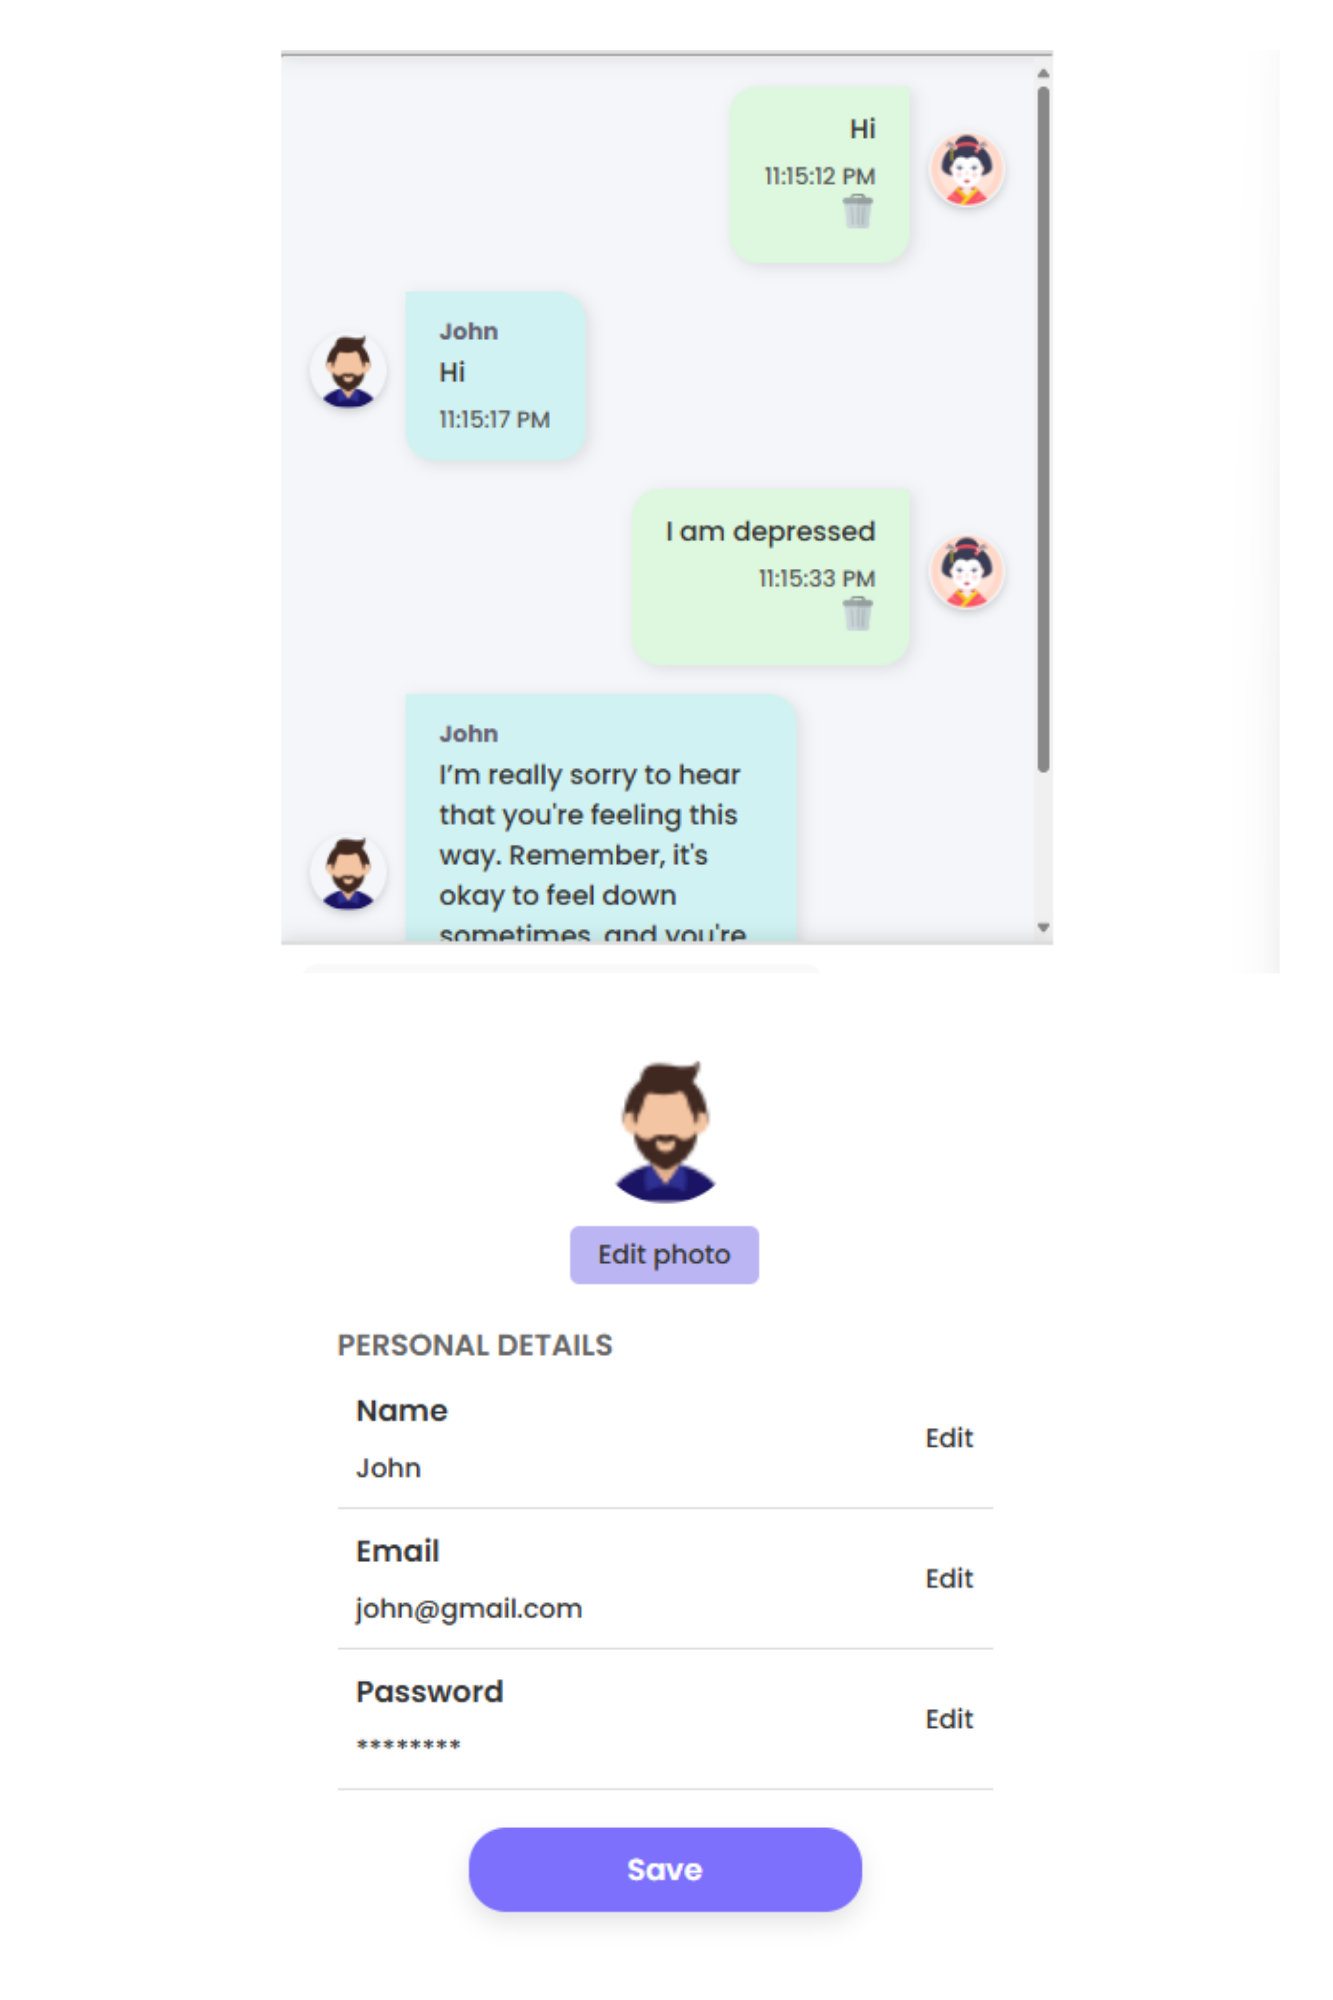 Hi
11:15:12 PM
John
Hi
11:15:17 PM
I am depressed
11:15:33 PM
John
I’m really sorry to hear
that you're feeling this
way. Remember, it's
okay to feel down
sometimes, and you're
Edit photo
PERSONAL DETAILS
Name
John
Edit
Email
john@gmail.com
Edit
Password
********
Edit
Save